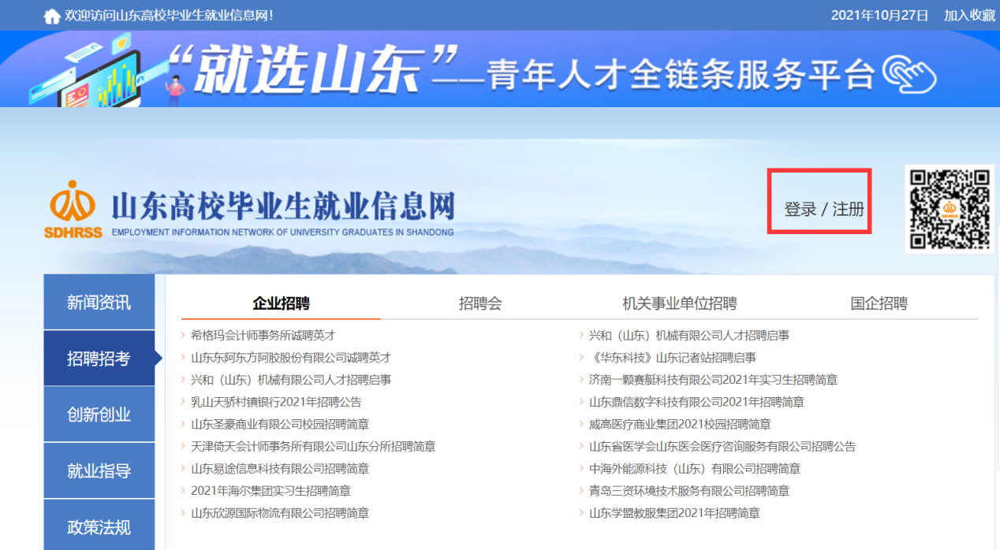 欢迎访问山东高校毕业生就业信息网！
2021年10月27日 加入收藏
“就选山东”——青年人才全链条服务平台
山东高校毕业生就业信息网
SDHRSS
EMPLOYMENT INFORMATION NETWORK OF UNIVERSITY GRADUATES IN SHANDONG
登录 / 注册
SDHRSS
新闻资讯
招聘招考
创新创业
就业指导
政策法规
企业招聘 招聘会 机关事业单位招聘 国企招聘
希格玛会计师事务所诚聘英才
山东东阿东方阿胶股份有限公司诚聘英才
兴和（山东）机械有限公司人才招聘启事
乳山天骄村镇银行2021年招聘公告
山东圣豪商业有限公司校园招聘简章
天津倚天会计师事务所有限公司山东分所招聘简章
山东易途信息科技有限公司招聘简章
2021年海尔集团实习生招聘简章
山东欣源国际物流有限公司招聘简章
兴和（山东）机械有限公司人才招聘启事
《华东科技》山东记者站招聘启事
济南一颗赛艇科技有限公司2021年实习生招聘简章
山东鼎信数字科技有限公司2021年招聘简章
威高医疗商业集团2021校园招聘简章
山东省医学会山东医会医疗咨询服务有限公司招聘公告
中海外能源科技（山东）有限公司招聘简章
青岛三资环境技术服务有限公司招聘简章
山东学盟教服集团2021年招聘简章